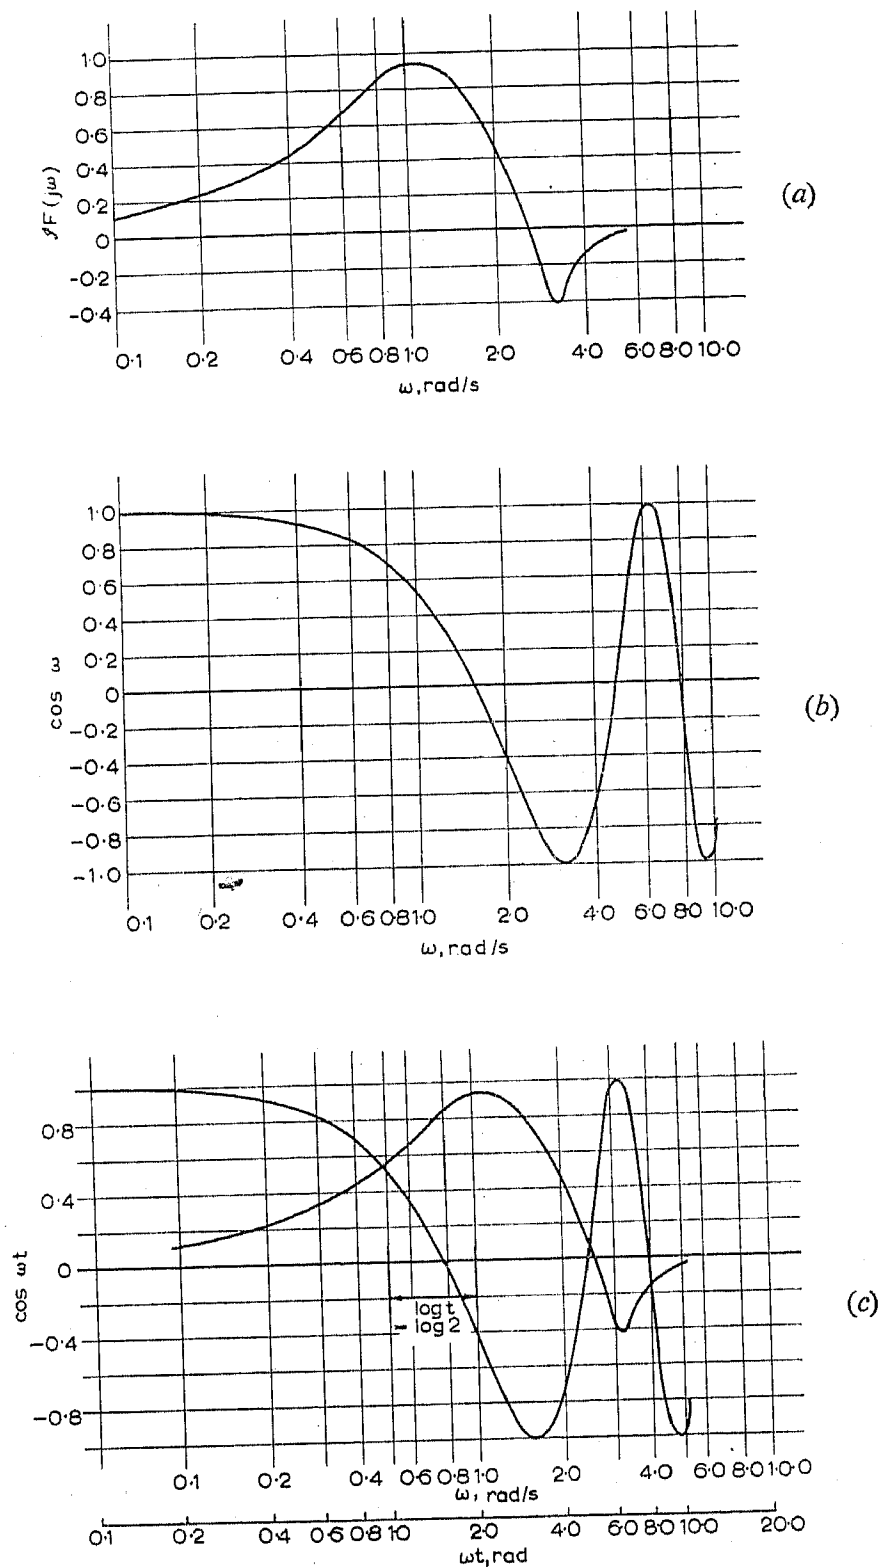 1·0
0·8
0·6
0·4
0·2
0
-0·2
-0·4
ℐF(jω)
(a)
0·1 0·2 0·4 0·6 0·8 1·0 2·0 4·0 6·0 8·0 10·0
ω, rad/s
1·0
0·8
0·6
0·4
0·2
0
-0·2
-0·4
-0·6
-0·8
-1·0
cos ω
(b)
0·1 0·2 0·4 0·6 0·8 1·0 2·0 4·0 6·0 8·0 10·0
ω, rad/s
0·8
0·4
0
-0·4
-0·8
cos ωt
log t
= log 2
(c)
0·1 0·2 0·4 0·6 0·8 1·0 2·0 4·0 6·0 8·0 10·0
ω, rad/s
0·1 0·2 0·4 0·6 0·8 1·0 2·0 4·0 6·0 8·0 10·0 20·0
ωt, rad